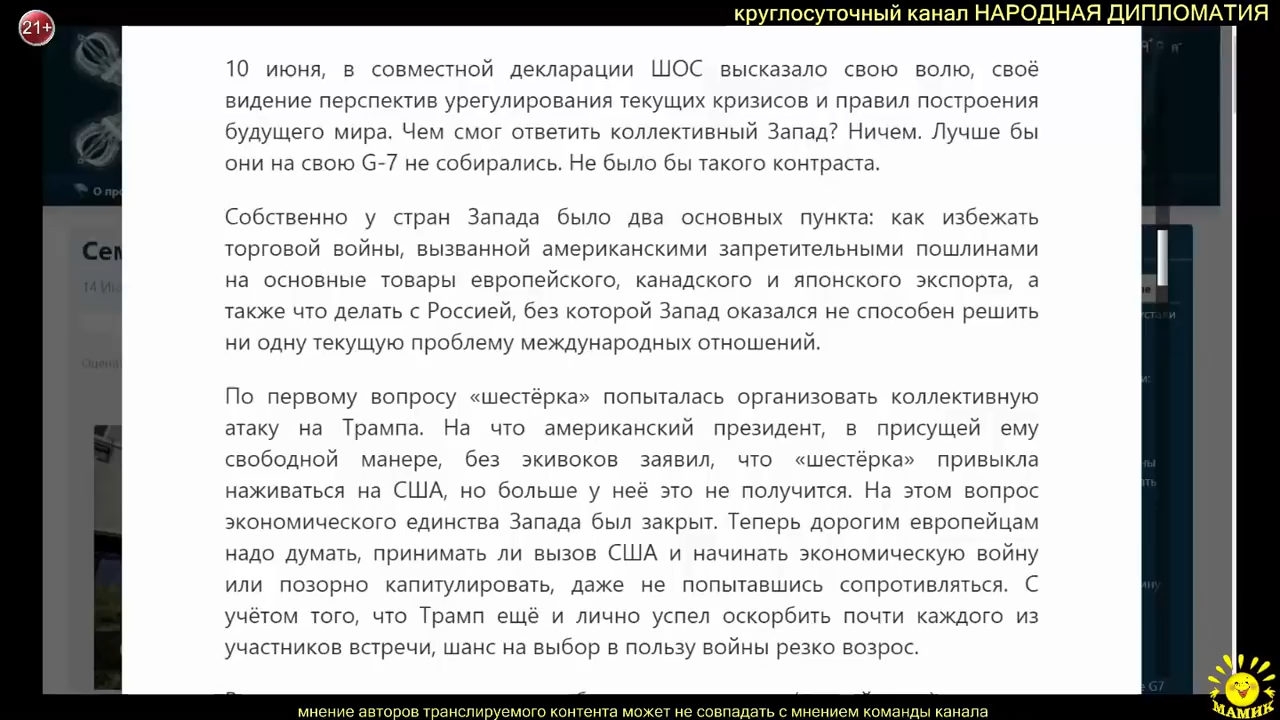 21+
круглосуточный канал НАРОДНАЯ ДИПЛОМАТИЯ
10 июня, в совместной декларации ШОС высказало свою волю, своё
видение перспектив урегулирования текущих кризисов и правил построения
будущего мира. Чем смог ответить коллективный Запад? Ничем. Лучше бы
они на свою G-7 не собирались. Не было бы такого контраста.
О про
Собственно у стран Запада было два основных пункта: как избежать
торговой войны, вызванной американскими запретительными пошлинами
на основные товары европейского, канадского и японского экспорта, а
также что делать с Россией, без которой Запад оказался не способен решить
ни одну текущую проблему международных отношений.
Сем
14 Ию
Оценк
По первому вопросу «шестёрка» попыталась организовать коллективную
атаку на Трампа. На что американский президент, в присущей ему
свободной манере, без экивоков заявил, что «шестёрка» привыкла
наживаться на США, но больше у неё это не получится. На этом вопрос
экономического единства Запада был закрыт. Теперь дорогим европейцам
надо думать, принимать ли вызов США и начинать экономическую войну
или позорно капитулировать, даже не попытавшись сопротивляться. С
учётом того, что Трамп ещё и лично успел оскорбить почти каждого из
участников встречи, шанс на выбор в пользу войны резко возрос.
G7
МАМИК
мнение авторов транслируемого контента может не совпадать с мнением команды канала